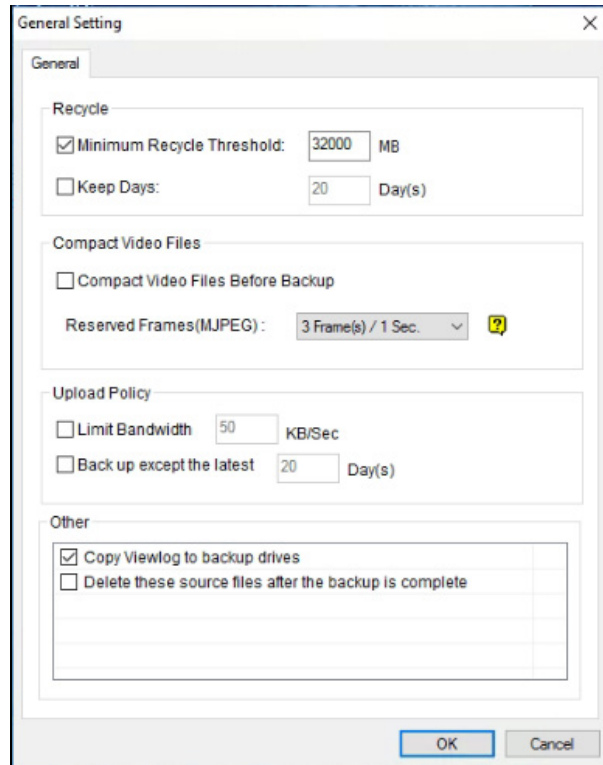 General Setting
General
Recycle
Minimum Recycle Threshold: 32000 MB
Keep Days: 20 Day(s)
Compact Video Files
Compact Video Files Before Backup
Reserved Frames(MJPEG) : 3 Frame(s) / 1 Sec.
Upload Policy
Limit Bandwidth 50 KB/Sec
Back up except the latest 20 Day(s)
Other
Copy Viewlog to backup drives
Delete these source files after the backup is complete
OK Cancel